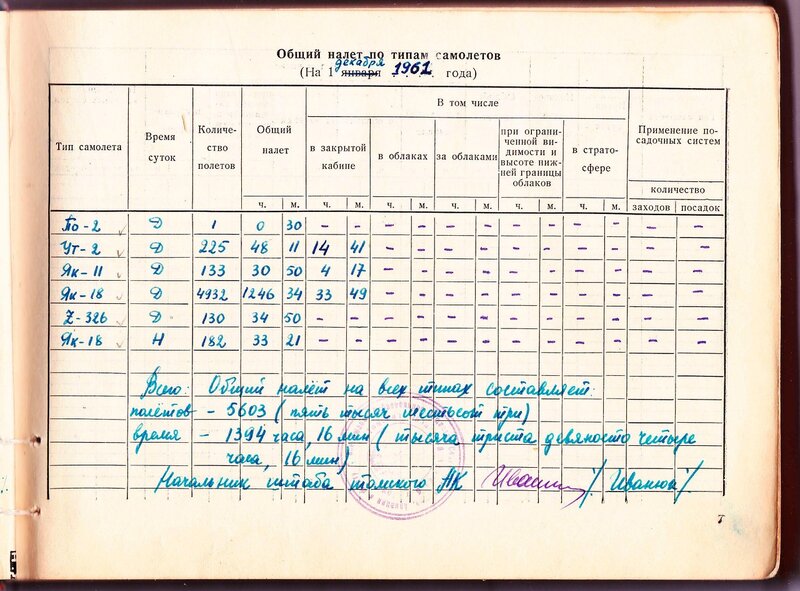 Общий налет по типам самолетов
декабря
(На 1 января 1961 года)
Тип самолета Время суток Количество полетов Общий налет В том числе Применение посадочных систем
в закрытой кабине в облаках за облаками при ограниченной видимости и высоте нижней границы облаков в стратосфере количество
ч. м. ч. м. ч. м. ч. м. ч. м. ч. м. заходов посадок
По-2 Д 1 0 30 - - - - - - - - - - - -
Ут-2 Д 225 48 11 14 41 - - - - - - - - - -
Як-11 Д 133 30 50 4 17 - - - - - - - - - -
Як-18 Д 4932 1246 34 33 49 - - - - - - - - - -
Z-326 Д 130 34 50 - - - - - - - - - - - -
Як-18 Н 182 33 21 - - - - - - - - - - - -
Всего: Общий налёт на всех типах составляет:
полётов - 5603 (пять тысяч шестьсот три)
время - 1394 часа, 16 мин (тысяча триста девяносто четыре
часа, 16 мин)
Начальник штаба томского АК /Иванюк/
7